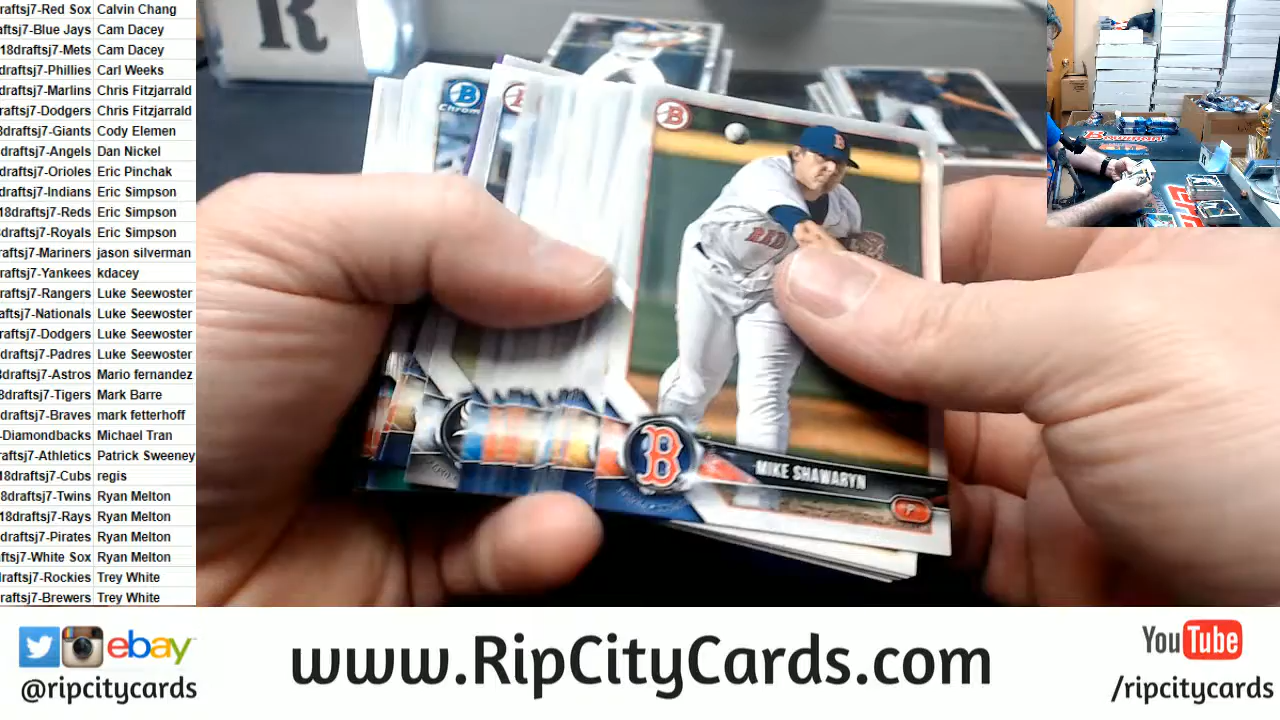 raftsj7-Red Sox Calvin Chang
aftsj7-Blue Jays Cam Dacey
18draftsj7-Mets Cam Dacey
draftsj7-Phillies Carl Weeks
draftsj7-Marlins Chris Fitzjarrald
draftsj7-Dodgers Chris Fitzjarrald
8draftsj7-Giants Cody Elemen
draftsj7-Angels Dan Nickel
draftsj7-Orioles Eric Pinchak
draftsj7-Indians Eric Simpson
18draftsj7-Reds Eric Simpson
8draftsj7-Royals Eric Simpson
raftsj7-Mariners jason silverman
raftsj7-Yankees kdacey
draftsj7-Rangers Luke Seewoster
aftsj7-Nationals Luke Seewoster
draftsj7-Dodgers Luke Seewoster
draftsj7-Padres Luke Seewoster
8draftsj7-Astros Mario fernandez
8draftsj7-Tigers Mark Barre
draftsj7-Braves mark fetterhoff
-Diamondbacks Michael Tran
raftsj7-Athletics Patrick Sweeney
18draftsj7-Cubs regis
8draftsj7-Twins Ryan Melton
18draftsj7-Rays Ryan Melton
draftsj7-Pirates Ryan Melton
ftsj7-White Sox Ryan Melton
raftsj7-Rockies Trey White
raftsj7-Brewers Trey White
R
B
Chrom
B
B
RED
B
MIKE SHAWARYN
P
ebay
@ripcitycards
www.RipCityCards.com
YouTube
/ripcitycards